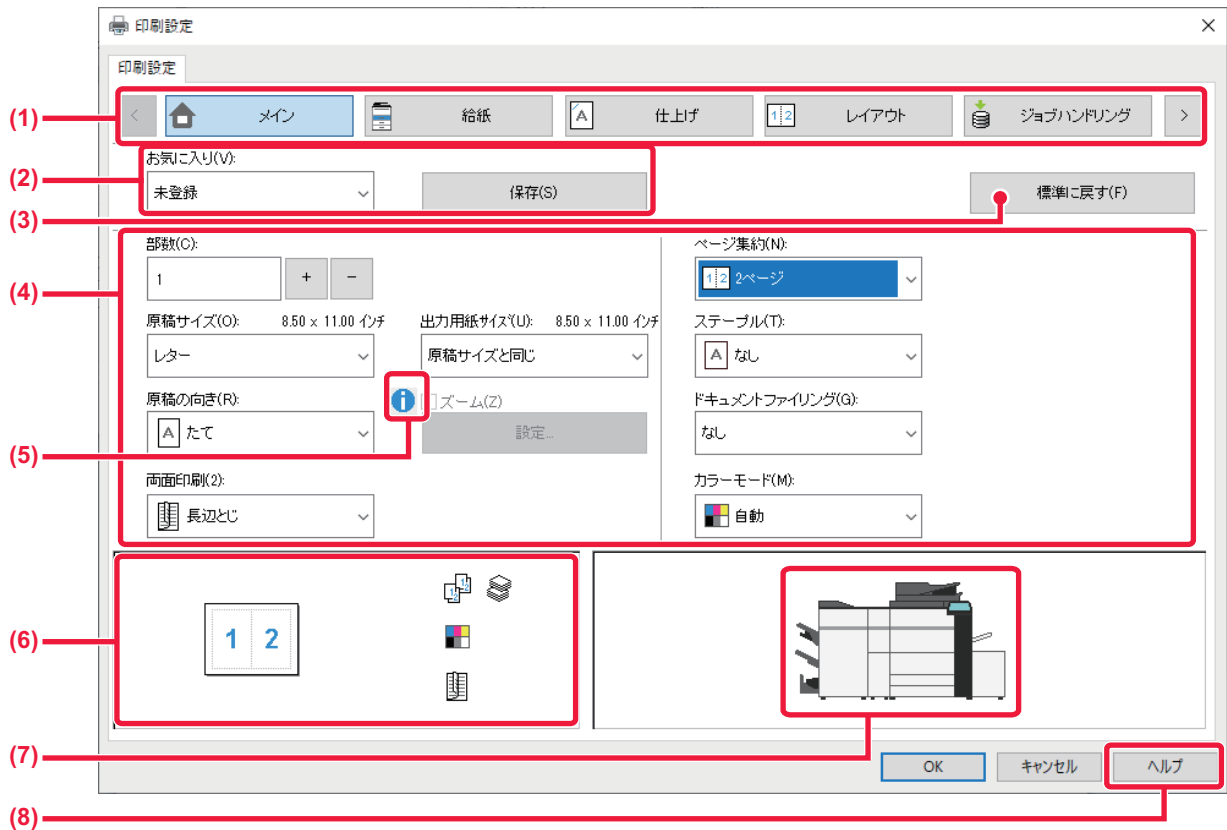 印刷設定
印刷設定
(1)
< メイン 給紙 仕上げ レイアウト ジョブハンドリング >
お気に入り(V):
(2)
未登録 保存(S) 標準に戻す(F)
(3)
部数(C): ページ集約(N):
(4)
1 + − 2ページ
原稿サイズ(O): 8.50 x 11.00 インチ 出力用紙サイズ(U): 8.50 x 11.00 インチ ステープル(T):
レター 原稿サイズと同じ なし
原稿の向き(R): ズーム(Z) ドキュメントファイリング(G):
たて 設定... なし
(5)
両面印刷(2): カラーモード(M):
長辺とじ 自動
(6)
1 2
(7)
OK キャンセル ヘルプ
(8)